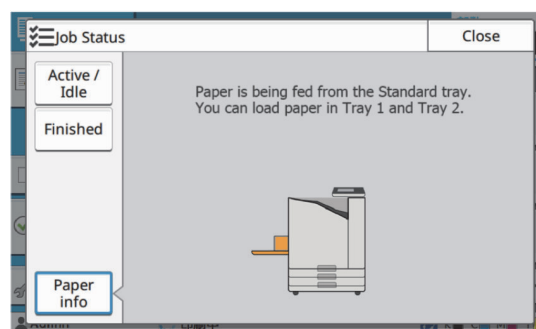 Job Status
Close
Active /
Idle
Finished
Paper is being fed from the Standard tray.
You can load paper in Tray 1 and Tray 2.
Paper
info